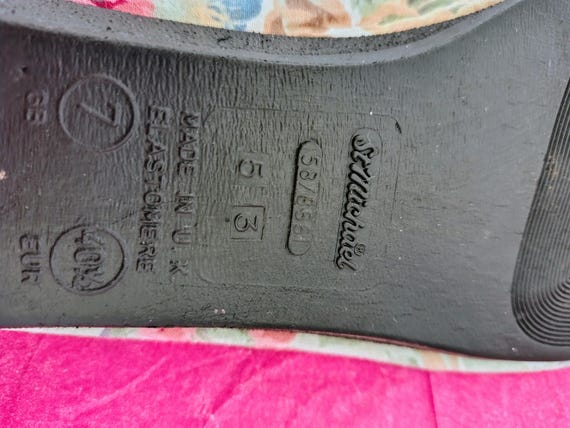 St Michael®
5 3
MADE IN U.K.
ELASTOMERE
7
GB
40½
EUR